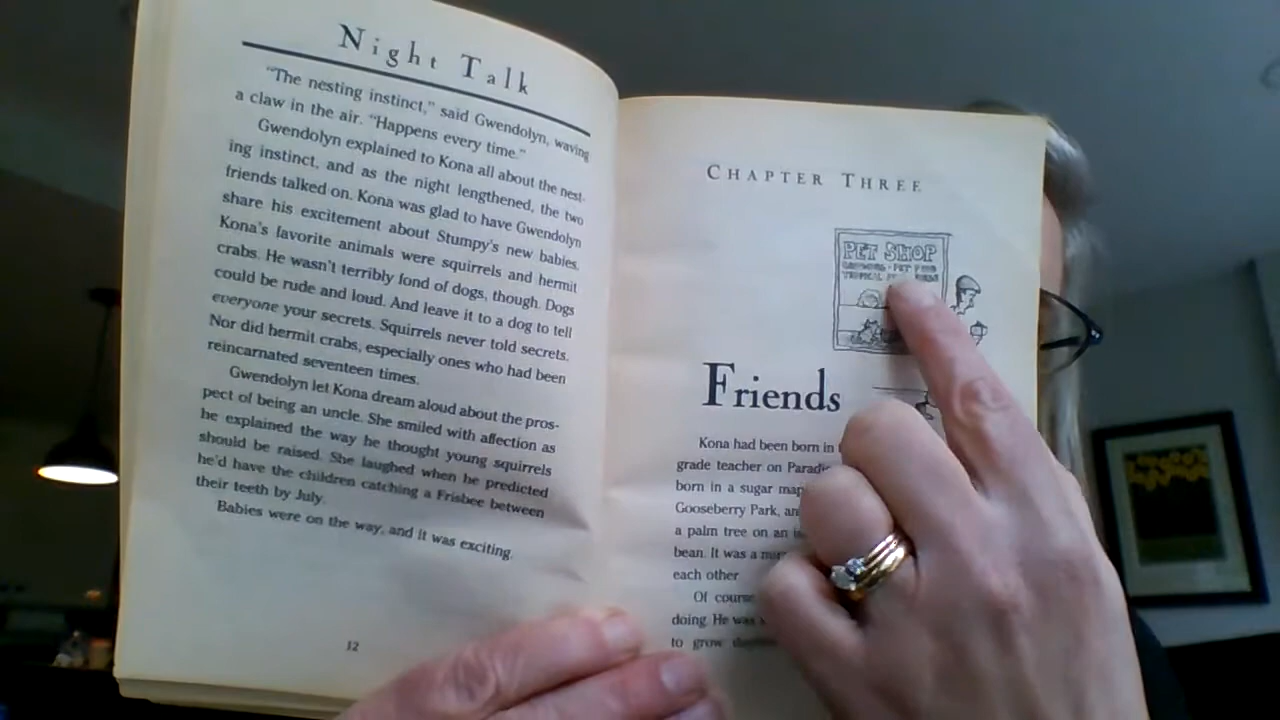 Night Talk
"The nesting instinct," said Gwendolyn, waving
a claw in the air. "Happens every time."
Gwendolyn explained to Kona all about the nest-
ing instinct, and as the night lengthened, the two
friends talked on. Kona was glad to have Gwendolyn
share his excitement about Stumpy's new babies.
Kona's favorite animals were squirrels and hermit
crabs. He wasn't terribly fond of dogs, though. Dogs
could be rude and loud. And leave it to a dog to tell
everyone your secrets. Squirrels never told secrets.
Nor did hermit crabs, especially ones who had been
reincarnated seventeen times.
Gwendolyn let Kona dream aloud about the pros-
pect of being an uncle. She smiled with affection as
he explained the way he thought young squirrels
should be raised. She laughed when he predicted
he'd have the children catching a Frisbee between
their teeth by July.
Babies were on the way, and it was exciting.
12
CHAPTER THREE
PET SHOP
PET FOOD
TROPICAL
Friends
Kona had been born in
grade teacher on
born in a sugar
Gooseberry Park,
a palm tree on an
bean. It was a
each other
Of course
doing. He was
to grow